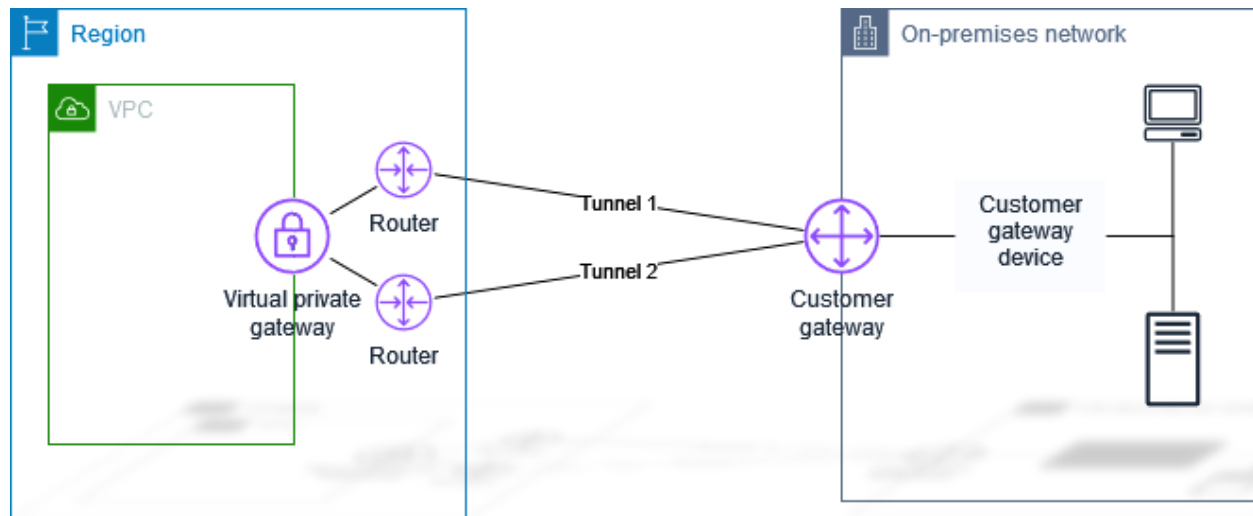 Region
On-premises network
VPC
Router
Tunnel 1
Customer
gateway
device
Tunnel 2
Virtual private
gateway
Router
Customer
gateway